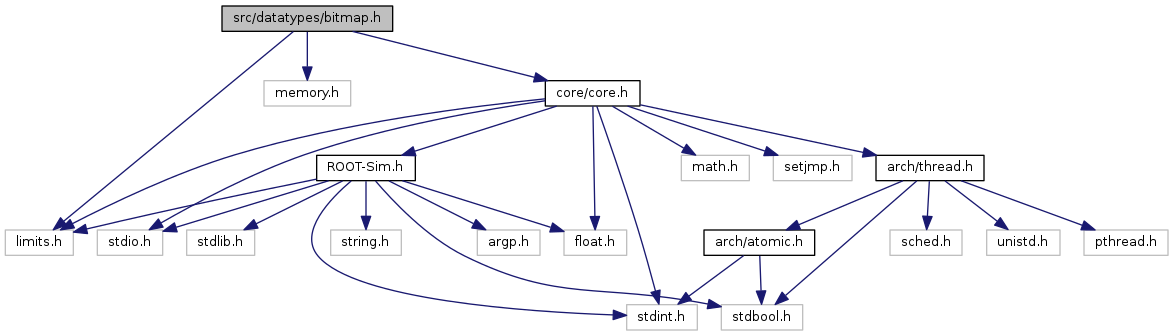 src/datatypes/bitmap.h
memory.h
core/core.h
ROOT-Sim.h
math.h
setjmp.h
arch/thread.h
limits.h
stdio.h
stdlib.h
string.h
argp.h
float.h
arch/atomic.h
sched.h
unistd.h
pthread.h
stdint.h
stdbool.h